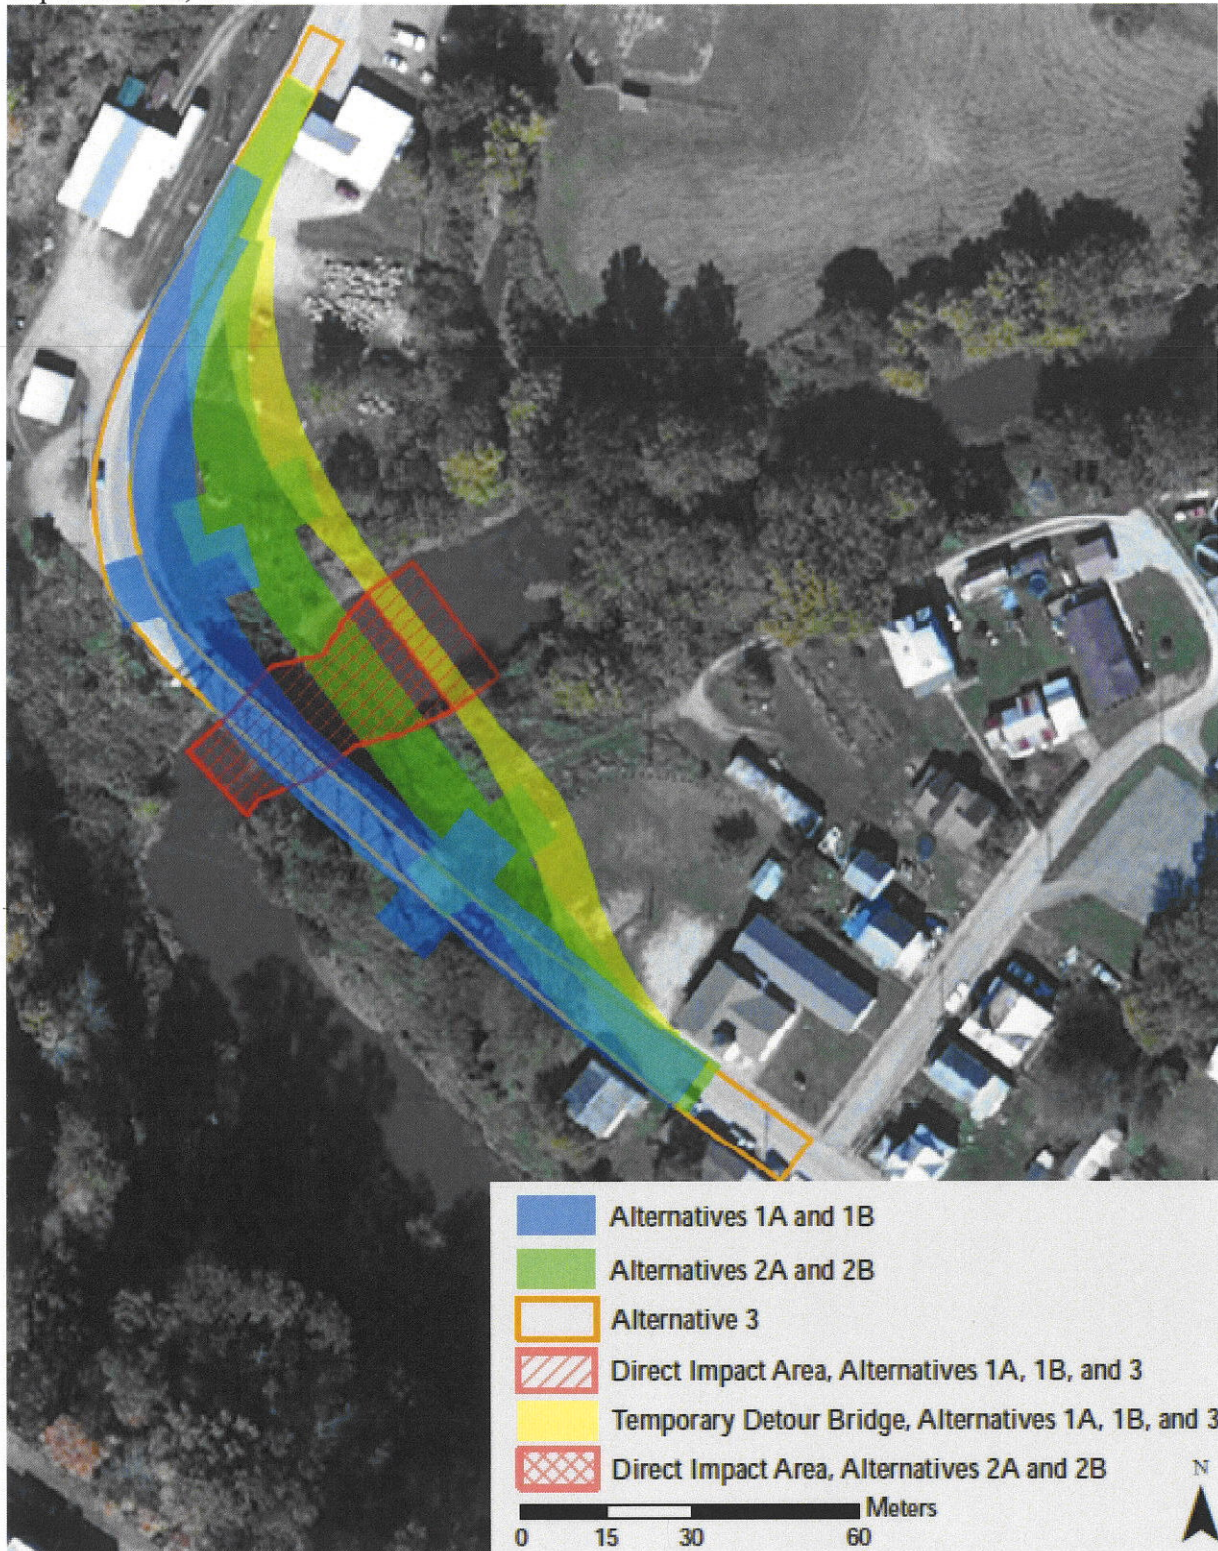 Alternatives 1A and 1B
Alternatives 2A and 2B
Alternative 3
Direct Impact Area, Alternatives 1A, 1B, and 3
Temporary Detour Bridge, Alternatives 1A, 1B, and 3
Direct Impact Area, Alternatives 2A and 2B
N
Meters
0 15 30 60